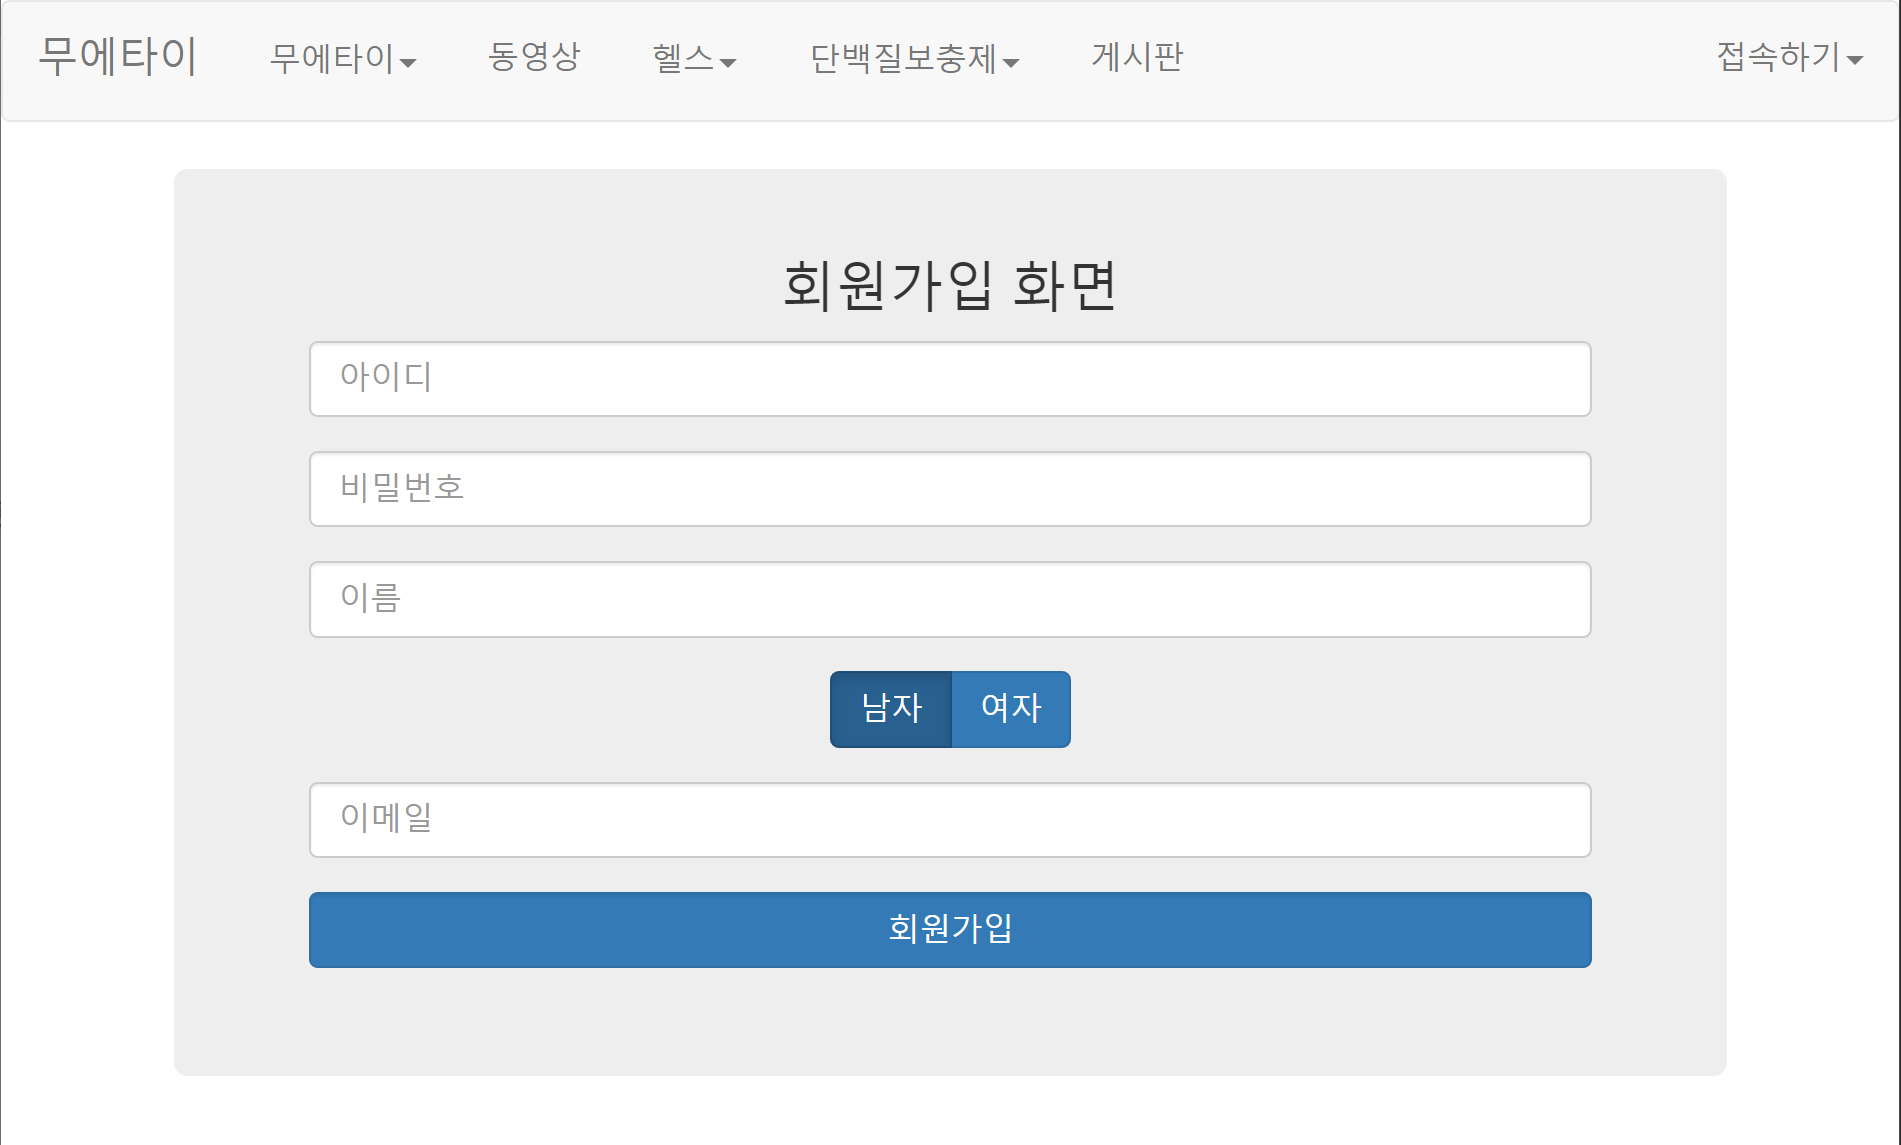 무에타이 무에타이 동영상 헬스 단백질보충제 게시판 접속하기
회원가입 화면
아이디
비밀번호
이름
남자 여자
이메일
회원가입